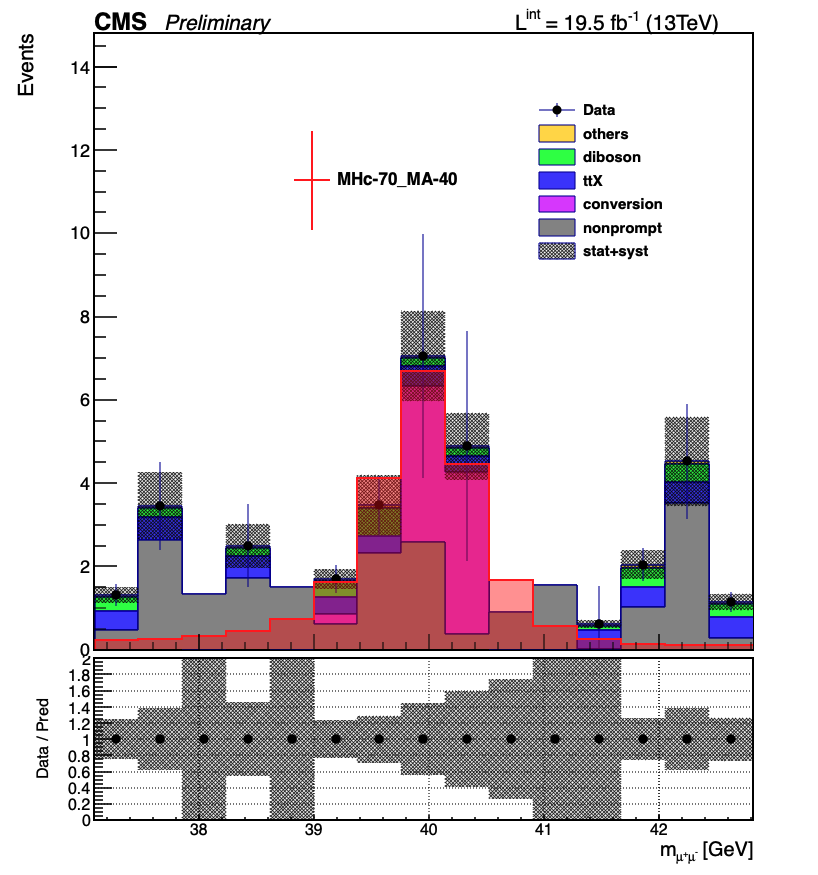 CMS Preliminary L^int = 19.5 fb^-1 (13TeV)
Events
14
12
10
8
6
4
2
0
MHc-70_MA-40
Data
others
diboson
ttX
conversion
nonprompt
stat+syst
Data / Pred
2
1.8
1.6
1.4
1.2
1
0.8
0.6
0.4
0.2
0
38 39 40 41 42
m_μ⁺μ⁻ [GeV]